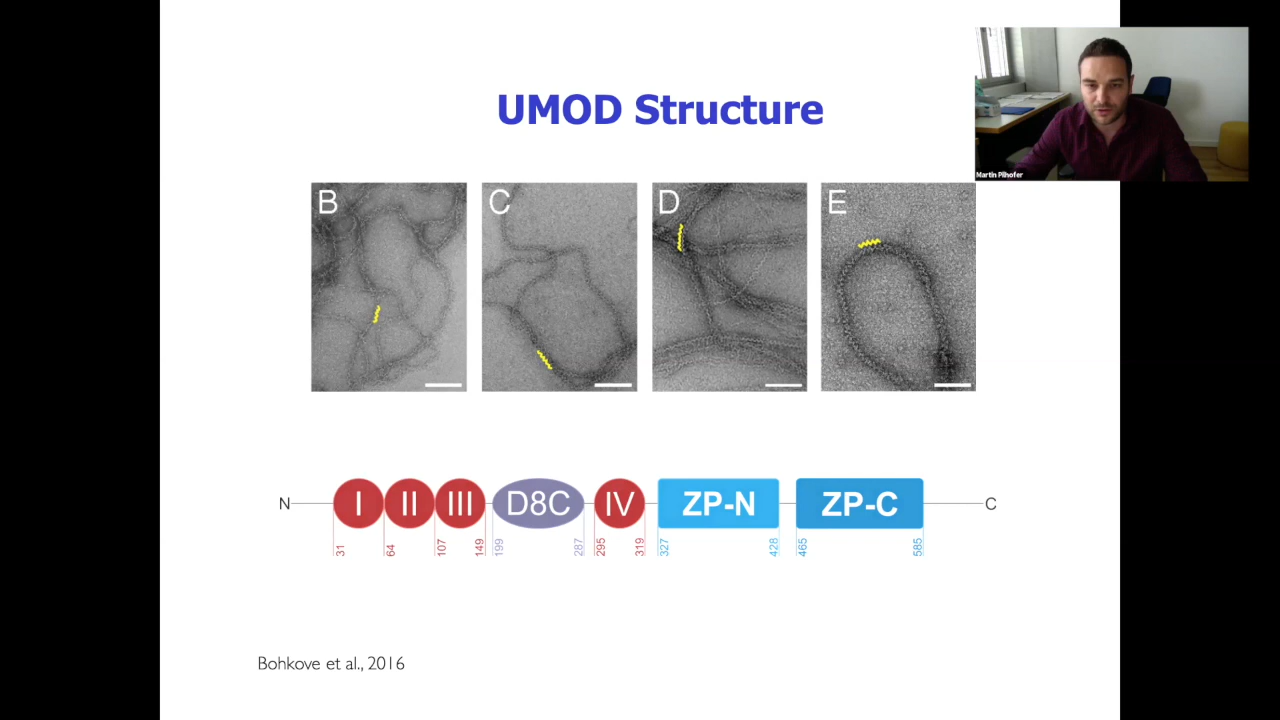 UMOD Structure
Martin Pilhofer
B C D E
N I II III D8C IV ZP-N ZP-C C
31 64 107 149 199 287 295 319 327 428 465 585
Bohkove et al., 2016